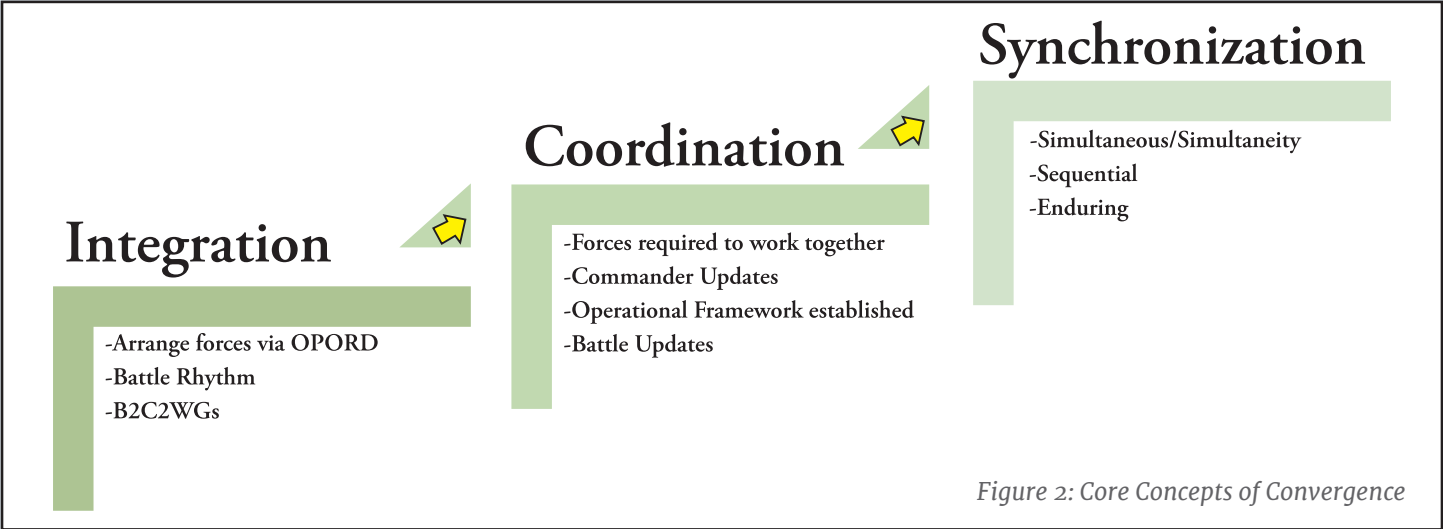 Integration
-Arrange forces via OPORD
-Battle Rhythm
-B2C2WGs
Coordination
-Forces required to work together
-Commander Updates
-Operational Framework established
-Battle Updates
Synchronization
-Simultaneous/Simultaneity
-Sequential
-Enduring
Figure 2: Core Concepts of Convergence